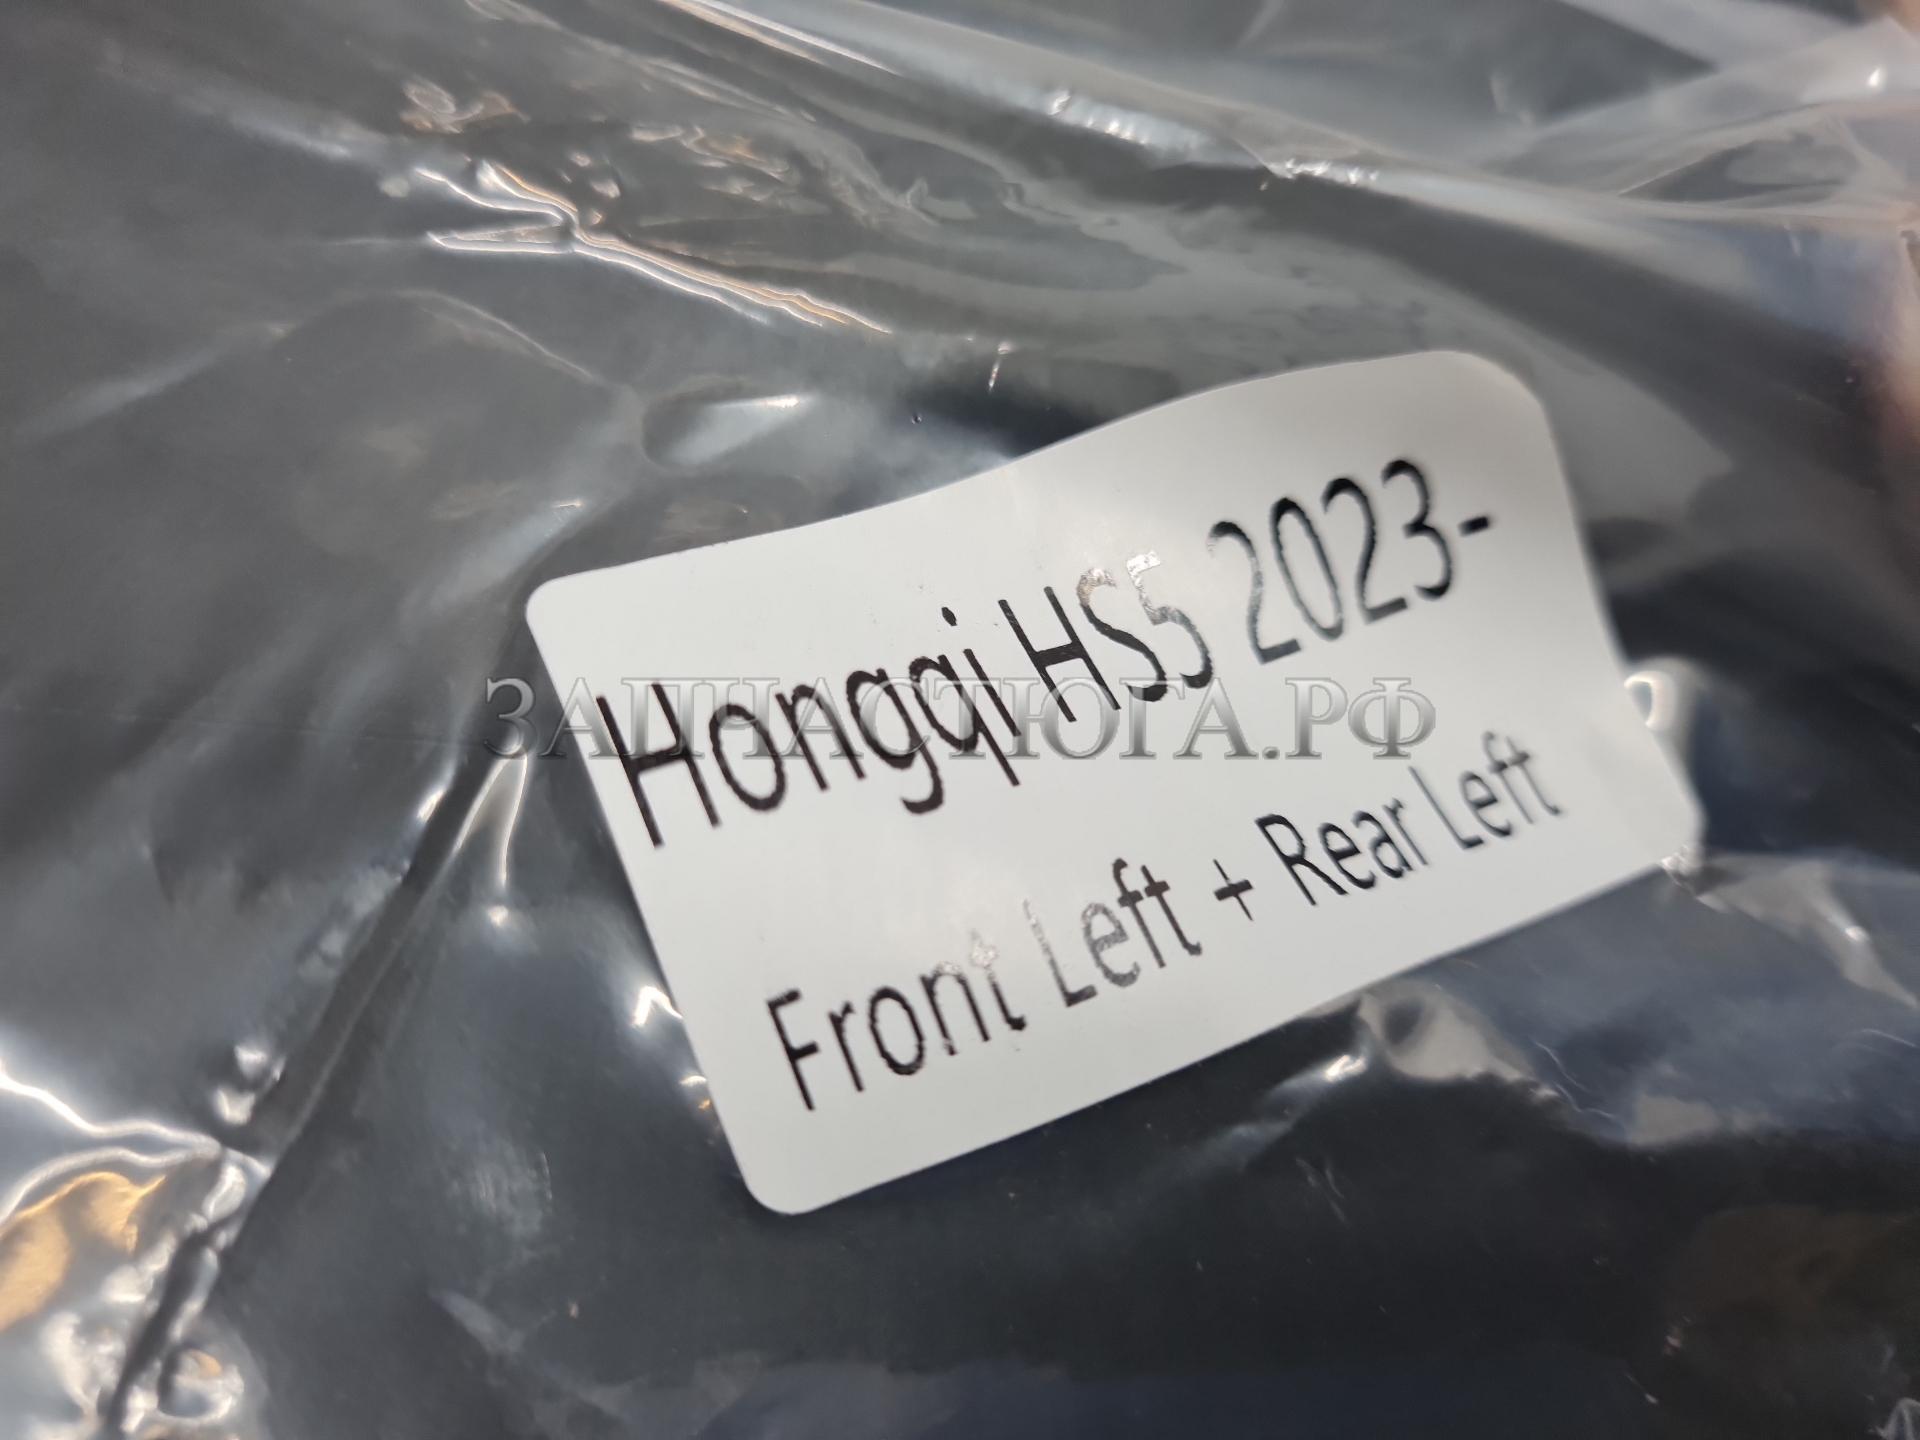 Hongqi HS5 2023-
ЗАПЧАСТЮГА.РФ
Front Left + Rear Left